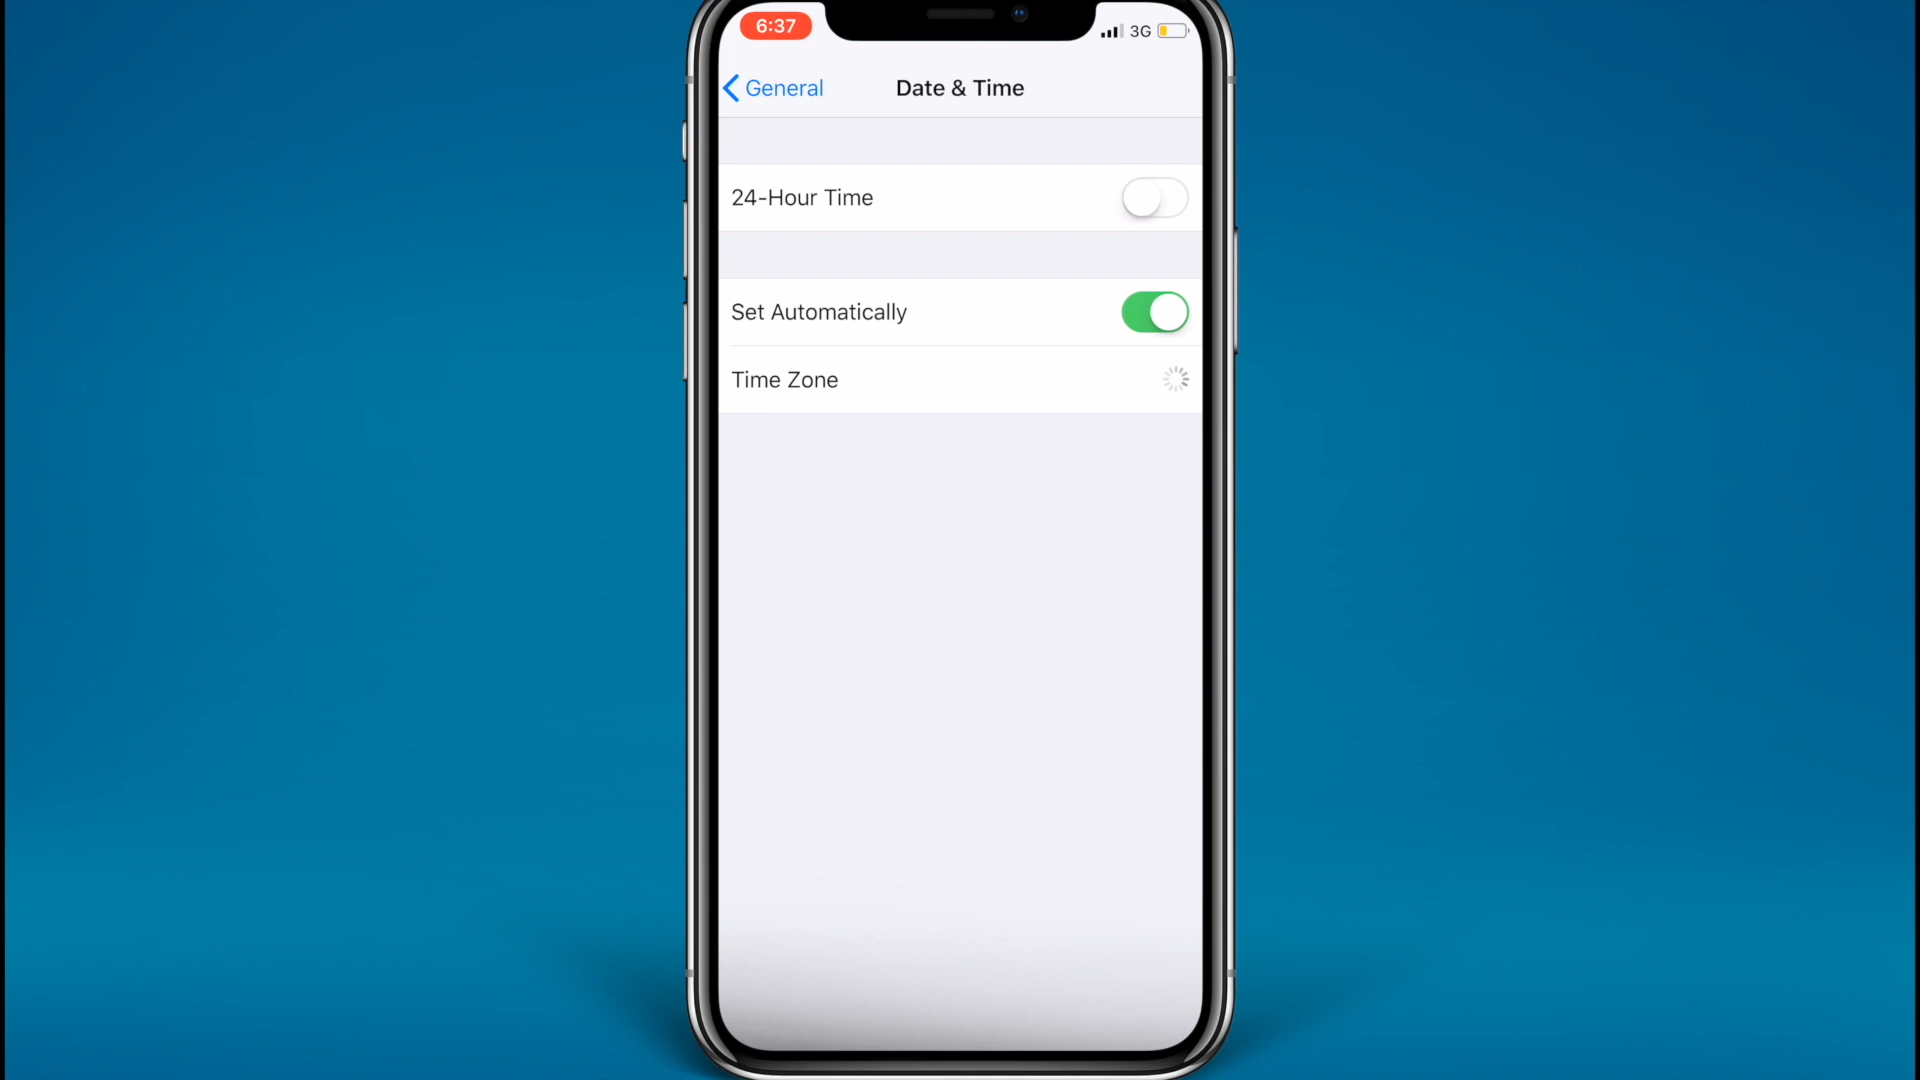 6:37
3G
General
Date & Time
24-Hour Time
Set Automatically
Time Zone